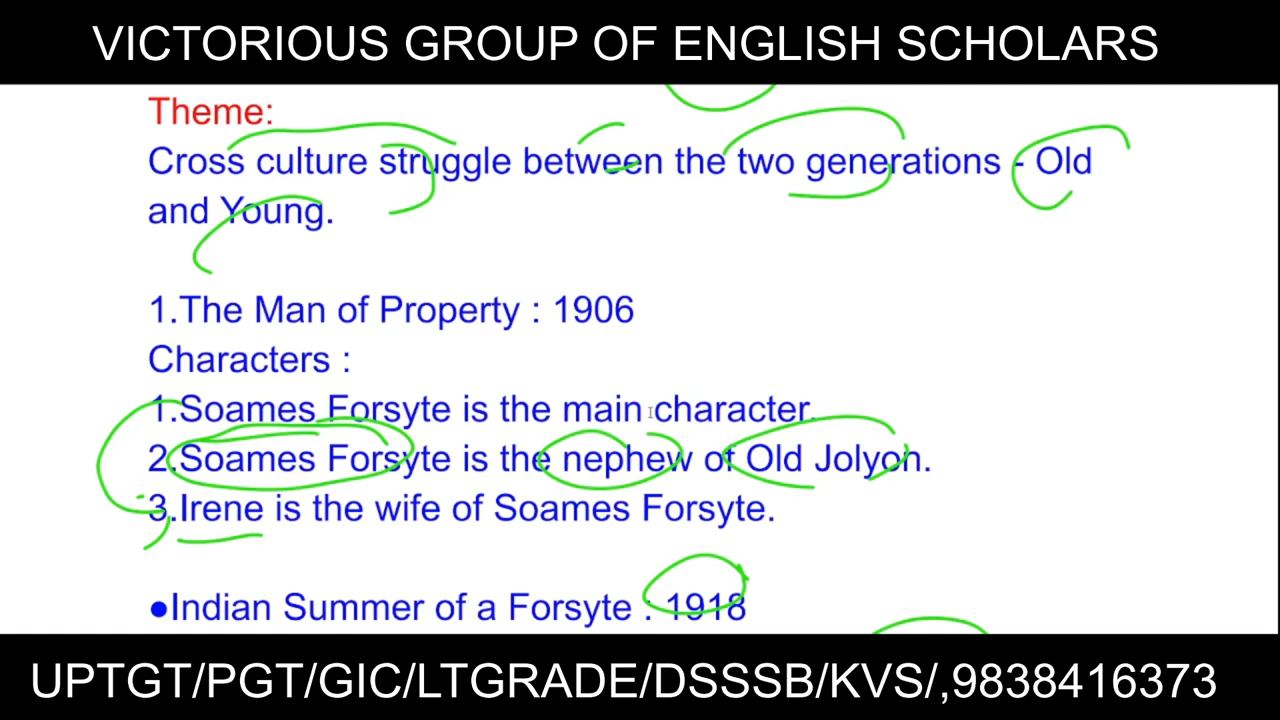 VICTORIOUS GROUP OF ENGLISH SCHOLARS
Theme:
Cross culture struggle between the two generations - Old
and Young.
1.The Man of Property : 1906
Characters :
1.Soames Forsyte is the main character.
2.Soames Forsyte is the nephew of Old Jolyon.
3.Irene is the wife of Soames Forsyte.
●Indian Summer of a Forsyte : 1918
UPTGT/PGT/GIC/LTGRADE/DSSSB/KVS/,9838416373